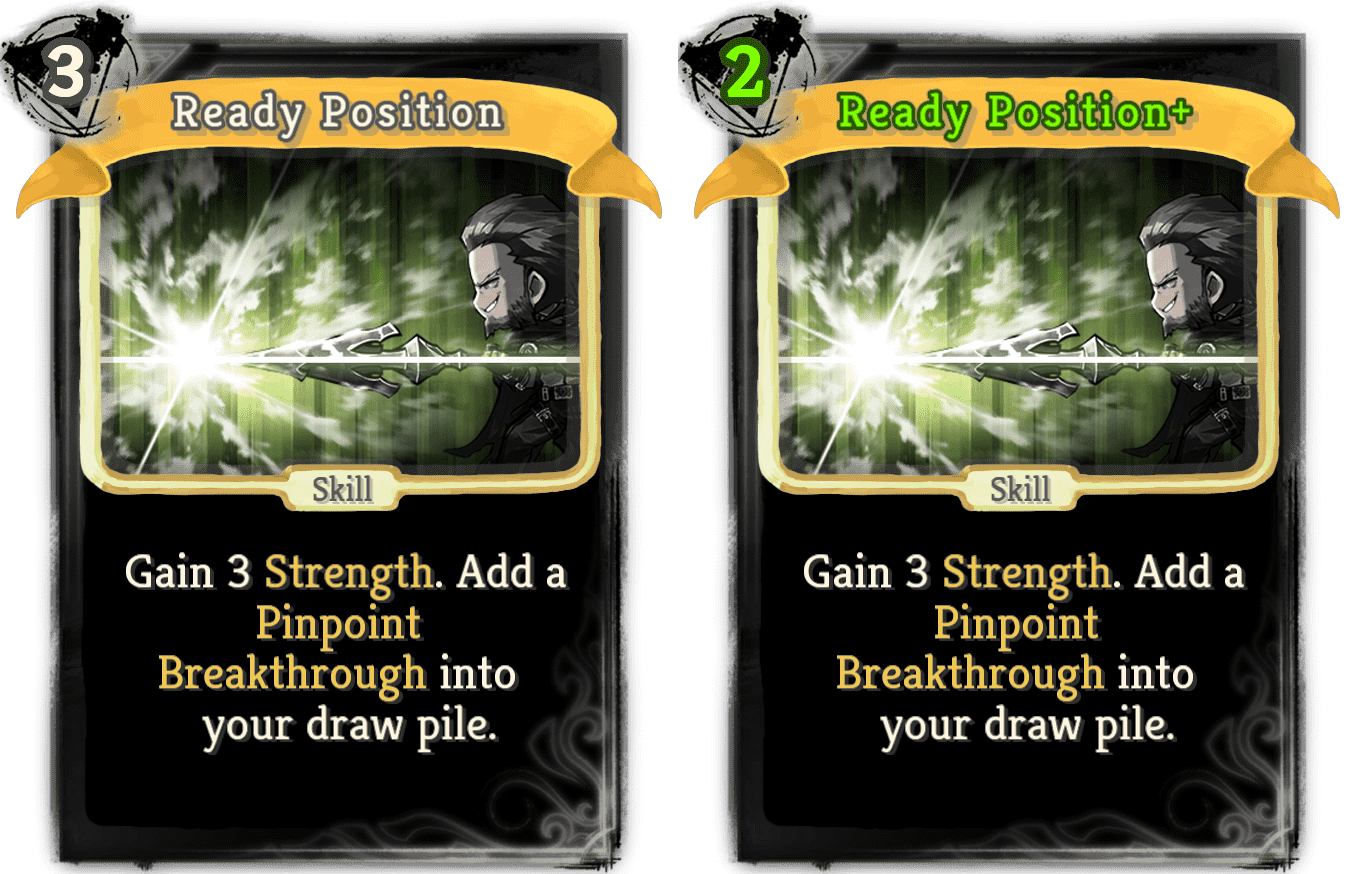 3
Ready Position
Skill
Gain 3 Strength. Add a
Pinpoint
Breakthrough into
your draw pile.
2
Ready Position+
Skill
Gain 3 Strength. Add a
Pinpoint
Breakthrough into
your draw pile.